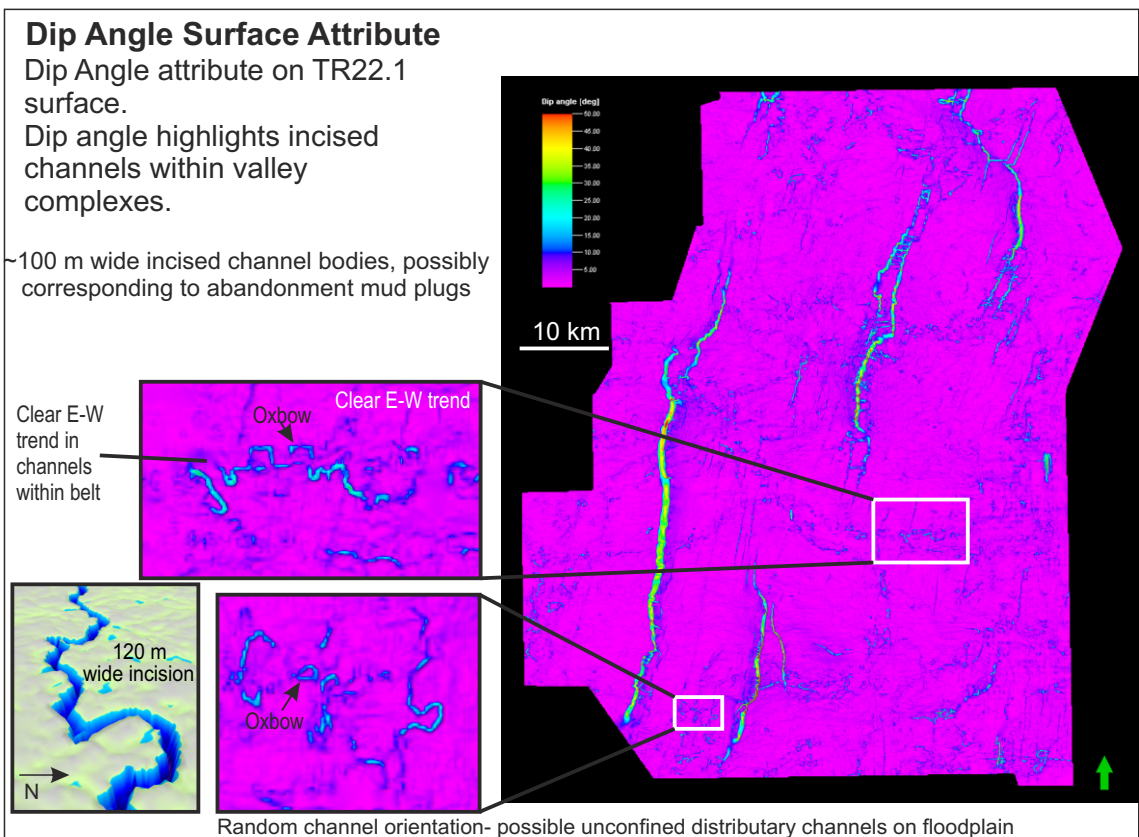 Dip Angle Surface Attribute
Dip Angle attribute on TR22.1
surface.
Dip angle highlights incised
channels within valley
complexes.
~100 m wide incised channel bodies, possibly
corresponding to abandonment mud plugs
Dip angle [deg]
50.00
45.00
40.00
35.00
30.00
25.00
20.00
15.00
10.00
5.00
10 km
Clear E-W
trend in
channels
within belt
Clear E-W trend
Oxbow
120 m
wide incision
N
Oxbow
Random channel orientation- possible unconfined distributary channels on floodplain